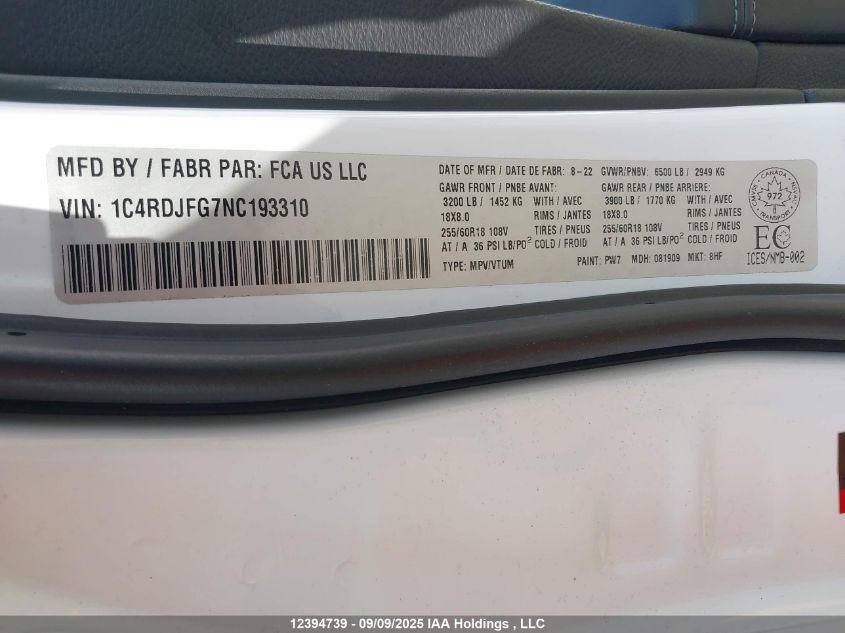 MFD BY / FABR PAR: FCA US LLC
VIN: 1C4RDJFG7NC193310
DATE OF MFR / DATE DE FABR: 8-22 GVWR/PNBV: 6500 LB / 2949 KG
GAWR FRONT / PNBE AVANT: GAWR REAR / PNBE ARRIERE:
3200 LB / 1452 KG WITH / AVEC 3900 LB / 1770 KG WITH / AVEC
18X8.0 RIMS / JANTES 18X8.0 RIMS / JANTES
255/60R18 108V TIRES / PNEUS 255/60R18 108V TIRES / PNEUS
AT / A 36 PSI LB/PO² COLD / FROID AT / A 36 PSI LB/PO² COLD / FROID
TYPE: MPV/VTUM PAINT: PW7 MDH: 081909 MKT: 8HF
CANADA
972
TRANSPORT
EC
ICES/NMB-002
12394739 - 09/09/2025 IAA Holdings , LLC